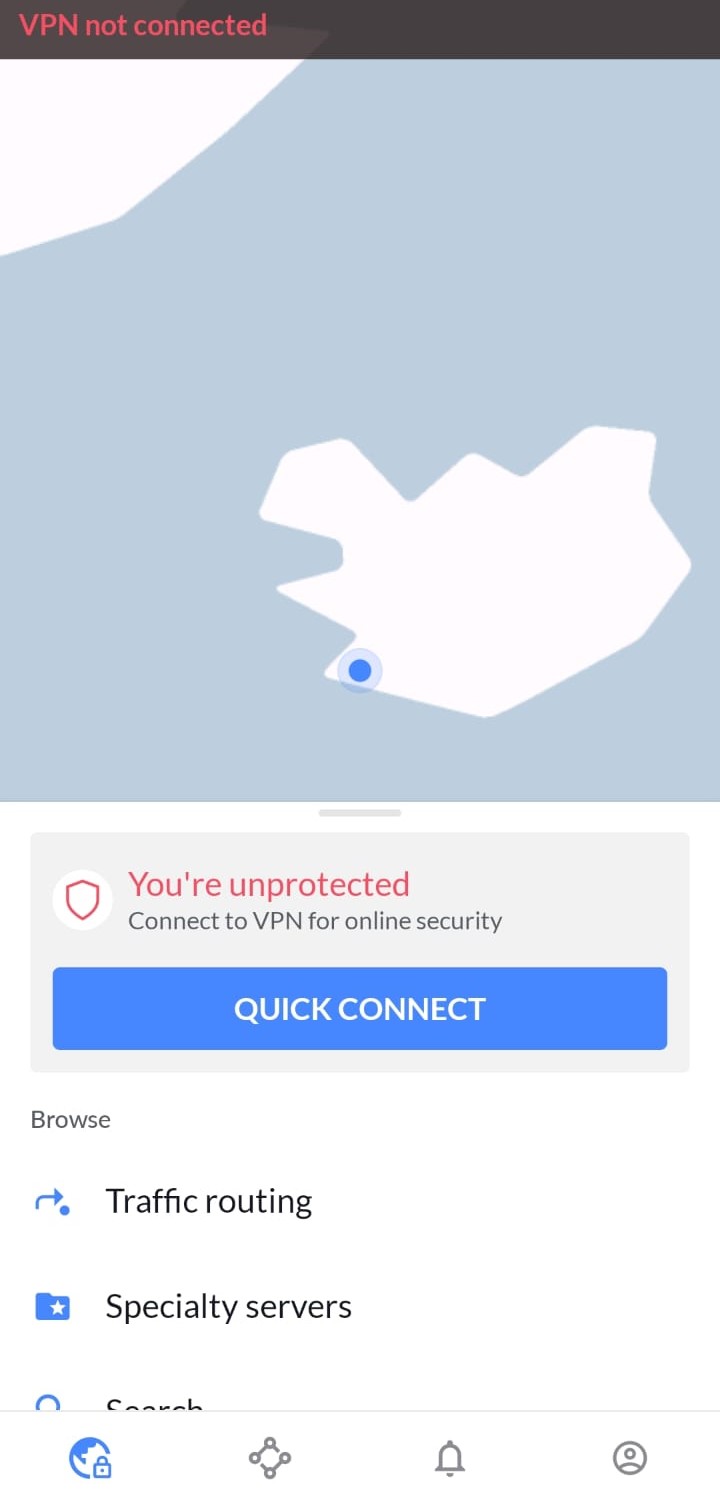 VPN not connected
You're unprotected
Connect to VPN for online security
QUICK CONNECT
Browse
Traffic routing
Specialty servers
Search